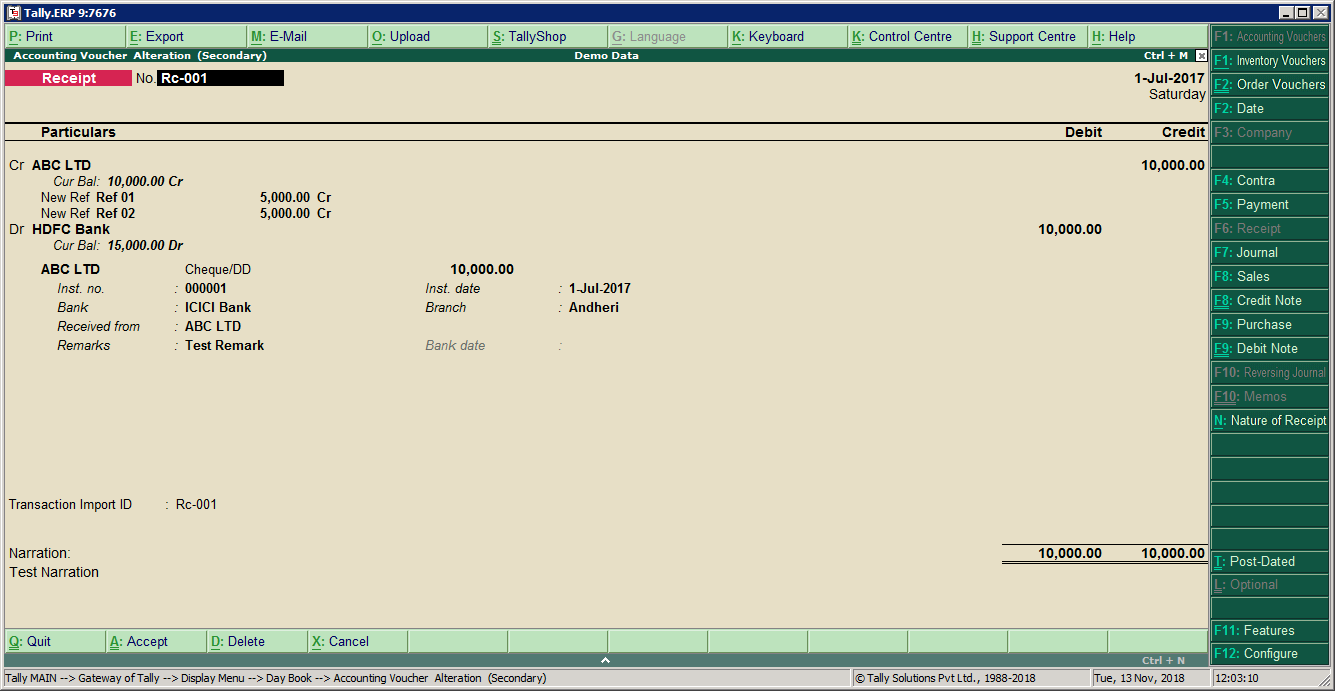 Tally.ERP 9:7676
P: Print E: Export M: E-Mail O: Upload S: TallyShop G: Language K: Keyboard K: Control Centre H: Support Centre H: Help
Accounting Voucher Alteration (Secondary) Demo Data Ctrl + M
Receipt No. Rc-001 1-Jul-2017
Saturday
Particulars Debit Credit
Cr ABC LTD 10,000.00
Cur Bal: 10,000.00 Cr
New Ref Ref 01 5,000.00 Cr
New Ref Ref 02 5,000.00 Cr
Dr HDFC Bank 10,000.00
Cur Bal: 15,000.00 Dr
ABC LTD Cheque/DD 10,000.00
Inst. no. : 000001 Inst. date : 1-Jul-2017
Bank : ICICI Bank Branch : Andheri
Received from : ABC LTD
Remarks : Test Remark Bank date :
Transaction Import ID : Rc-001
Narration: 10,000.00 10,000.00
Test Narration
F1: Accounting Vouchers
F1: Inventory Vouchers
F2: Order Vouchers
F2: Date
F3: Company
F4: Contra
F5: Payment
F6: Receipt
F7: Journal
F8: Sales
F8: Credit Note
F9: Purchase
F9: Debit Note
F10: Reversing Journal
F10: Memos
N: Nature of Receipt
T: Post-Dated
L: Optional
F11: Features
F12: Configure
Q: Quit A: Accept D: Delete X: Cancel
Ctrl + N
Tally MAIN --> Gateway of Tally --> Display Menu --> Day Book --> Accounting Voucher Alteration (Secondary) © Tally Solutions Pvt Ltd., 1988-2018 Tue, 13 Nov, 2018 12:03:10